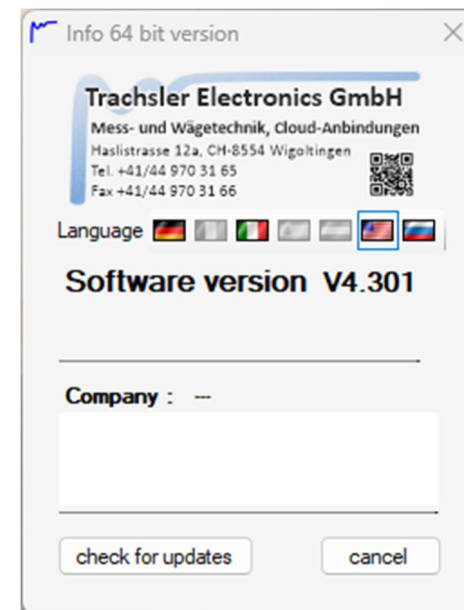 Info 64 bit version
Trachsler Electronics GmbH
Mess- und Wägetechnik, Cloud-Anbindungen
Haslistrasse 12a, CH-8554 Wigoltingen
Tel. +41/44 970 31 65
Fax +41/44 970 31 66
Language
Software version V4.301
Company : ---
check for updates
cancel